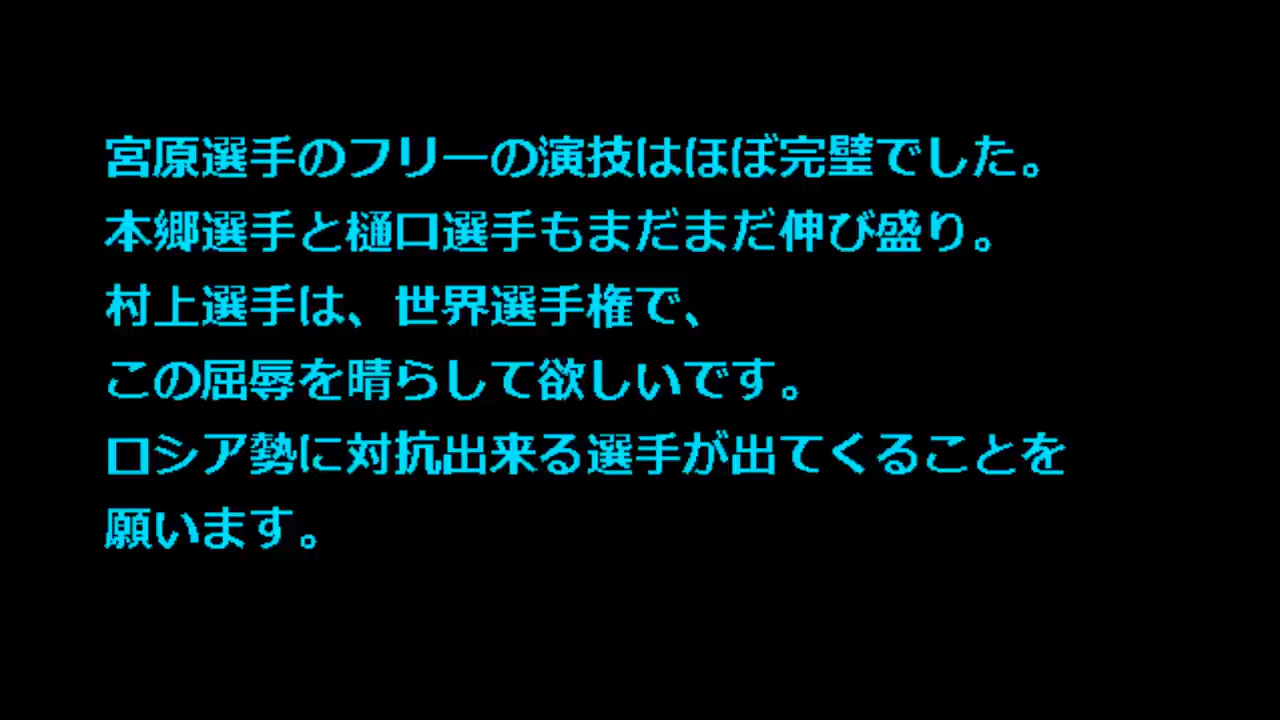 宮原選手のフリーの演技はほぼ完璧でした。
本郷選手と樋口選手もまだまだ伸び盛り。
村上選手は、世界選手権で、
この屈辱を晴らして欲しいです。
ロシア勢に対抗出来る選手が出てくることを
願います。